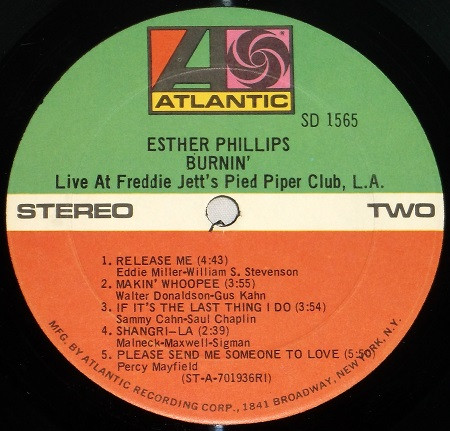 ATLANTIC
SD 1565
ESTHER PHILLIPS
BURNIN'
Live At Freddie Jett's Pied Piper Club, L.A.
STEREO TWO
1. RELEASE ME (4:43)
Eddie Miller-William S. Stevenson
2. MAKIN' WHOOPEE (3:55)
Walter Donaldson-Gus Kahn
3. IF IT'S THE LAST THING I DO (3:54)
Sammy Cahn-Saul Chaplin
4. SHANGRI-LA (2:39)
Malneck-Maxwell-Sigman
5. PLEASE SEND ME SOMEONE TO LOVE (5:50)
Percy Mayfield
(ST-A-701936RI)
MFG. BY ATLANTIC RECORDING CORP., 1841 BROADWAY, NEW YORK, N.Y.